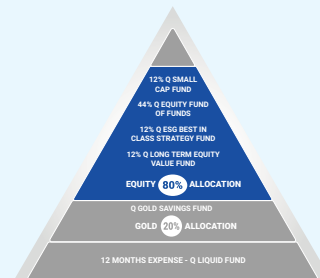 12% Q SMALL
CAP FUND
44% Q EQUITY FUND
OF FUNDS
12% Q ESG BEST IN
CLASS STRATEGY FUND
12% Q LONG TERM EQUITY
VALUE FUND
EQUITY 80% ALLOCATION
Q GOLD SAVINGS FUND
GOLD 20% ALLOCATION
12 MONTHS EXPENSE - Q LIQUID FUND